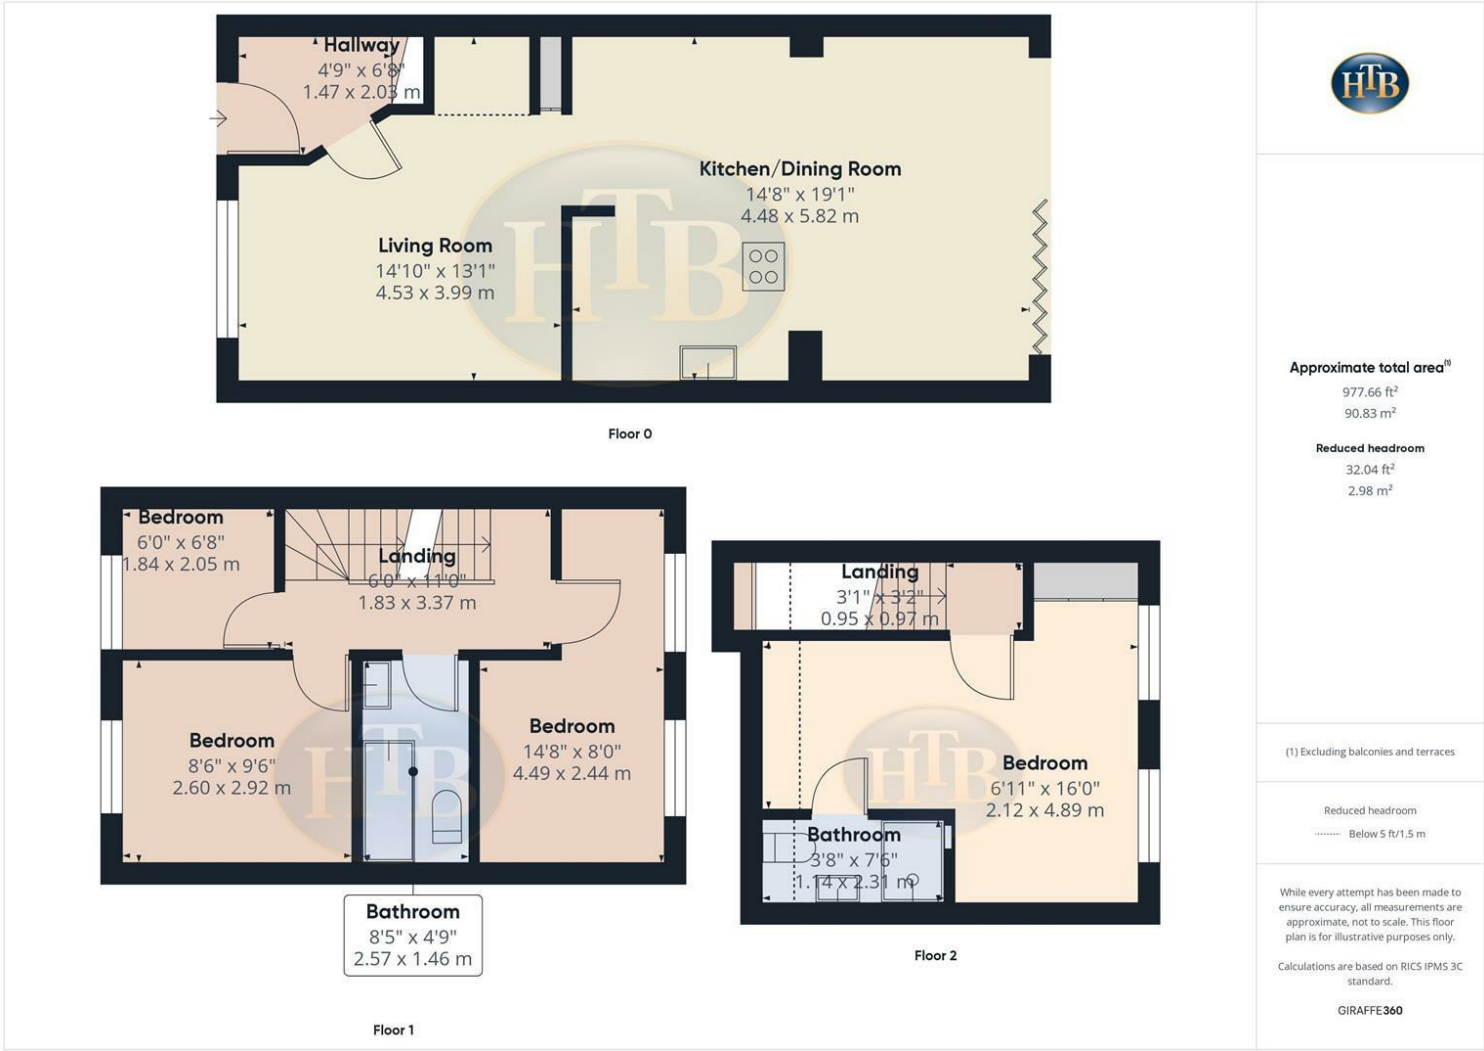 Hallway
4'9" x 6'8"
1.47 x 2.03 m
Kitchen/Dining Room
14'8" x 19'1"
4.48 x 5.82 m
Living Room
14'10" x 13'1"
4.53 x 3.99 m
HTB
Floor 0
Bedroom
6'0" x 6'8"
1.84 x 2.05 m
Landing
6'0" x 11'0"
1.83 x 3.37 m
Bedroom
8'6" x 9'6"
2.60 x 2.92 m
Bedroom
14'8" x 8'0"
4.49 x 2.44 m
HTB
Bathroom
8'5" x 4'9"
2.57 x 1.46 m
Floor 1
Landing
3'1" x 3'2"
0.95 x 0.97 m
Bedroom
6'11" x 16'0"
2.12 x 4.89 m
HTB
Bathroom
3'8" x 7'6"
1.14 x 2.31 m
Floor 2
HTB
Approximate total area(1)
977.66 ft²
90.83 m²
Reduced headroom
32.04 ft²
2.98 m²
(1) Excluding balconies and terraces
Reduced headroom
Below 5 ft/1.5 m
While every attempt has been made to
ensure accuracy, all measurements are
approximate, not to scale. This floor
plan is for illustrative purposes only.
Calculations are based on RICS IPMS 3C
standard.
GIRAFFE360